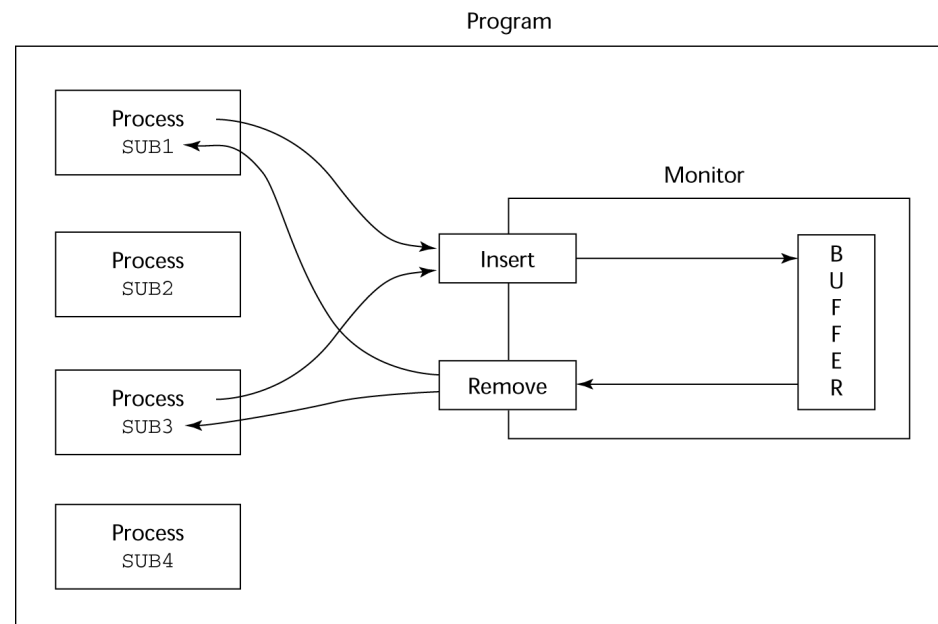 Program
Process
SUB1
Process
SUB2
Process
SUB3
Process
SUB4
Monitor
Insert
Remove
B
U
F
F
E
R